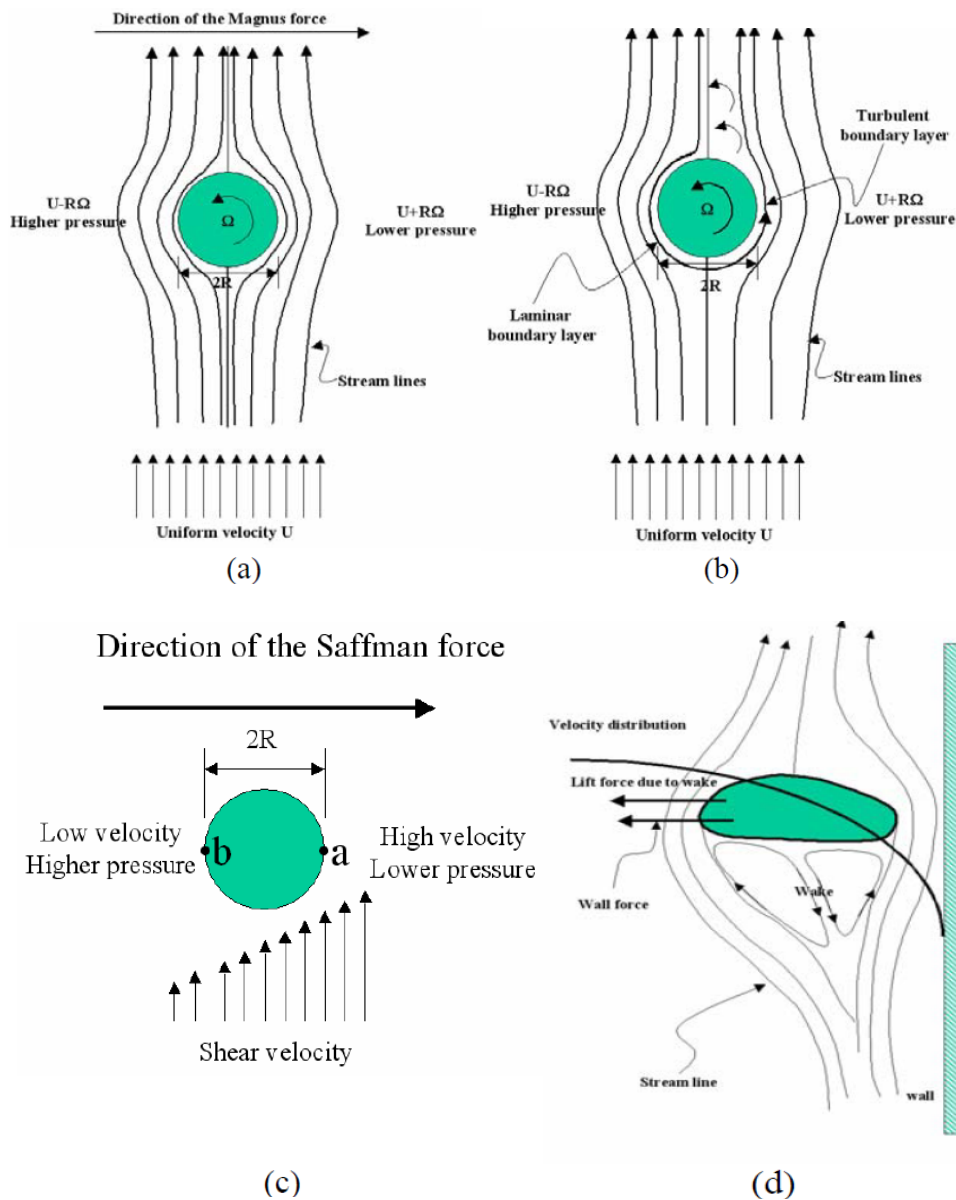 Direction of the Magnus force
U-RΩ
Higher pressure
Ω
U+RΩ
Lower pressure
2R
Stream lines
Uniform velocity U
(a)
Turbulent
boundary layer
U-RΩ
Higher pressure
Ω
U+RΩ
Lower pressure
2R
Laminar
boundary layer
Stream lines
Uniform velocity U
(b)
Direction of the Saffman force
2R
Low velocity
Higher pressure
b
a
High velocity
Lower pressure
Shear velocity
(c)
Velocity distribution
Lift force due to wake
Wall force
Wake
Stream line
wall
(d)